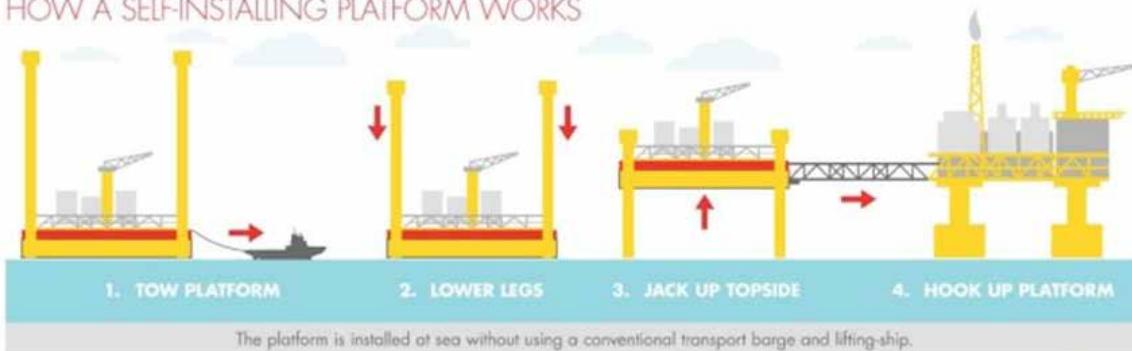 HOW A SELF-INSTALLING PLATFORM WORKS
1. TOW PLATFORM
2. LOWER LEGS
3. JACK UP TOPSIDE
4. HOOK UP PLATFORM
The platform is installed at sea without using a conventional transport barge and lifting-ship.